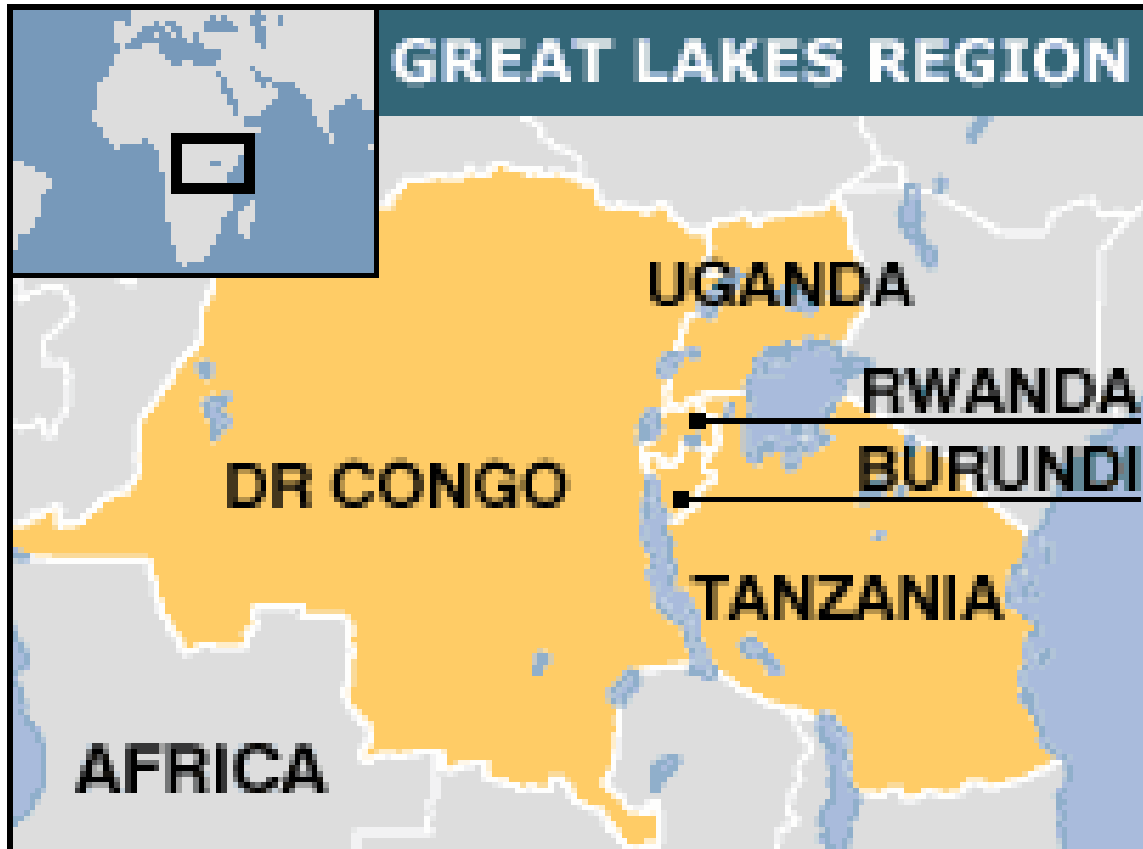 GREAT LAKES REGION
UGANDA
RWANDA
DR CONGO
BURUNDI
TANZANIA
AFRICA